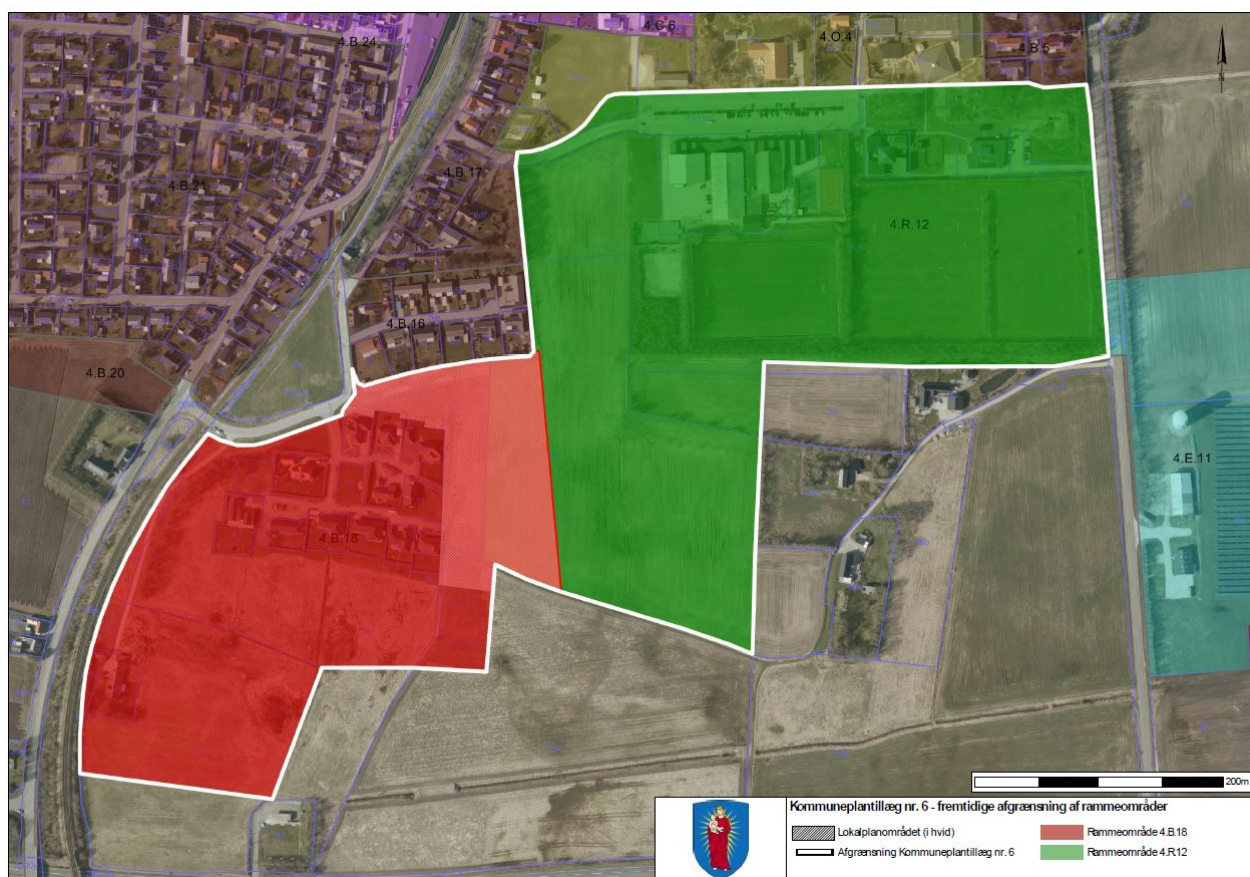 4.B.24
4.C.6
4.O.4
4.B.5
N
4.B.17
4.B.21
4.R.12
4.B.16
4.B.20
4.E.11
4.B.18
200m
Kommuneplantillæg nr. 6 - fremtidige afgrænsning af rammeområder
Lokalplanområdet (i hvid)
Rammeområde 4.B.18
Afgrænsning Kommuneplantillæg nr. 6
Rammeområde 4.R.12